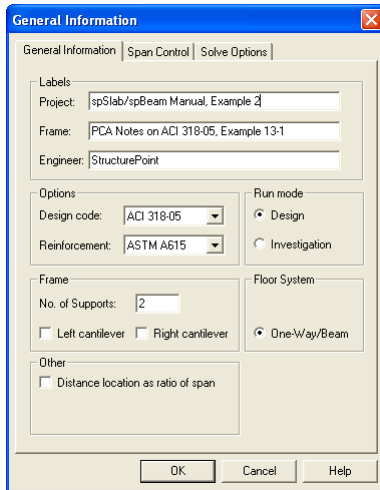 General Information
General Information Span Control Solve Options
Labels
Project: spSlab/spBeam Manual, Example 2
Frame: PCA Notes on ACI 318-05, Example 13-1
Engineer: StructurePoint
Options Run mode
Design code: ACI 318-05 Design
Reinforcement: ASTM A615 Investigation
Frame Floor System
No. of Supports: 2
Left cantilever Right cantilever One-Way/Beam
Other
Distance location as ratio of span
OK Cancel Help